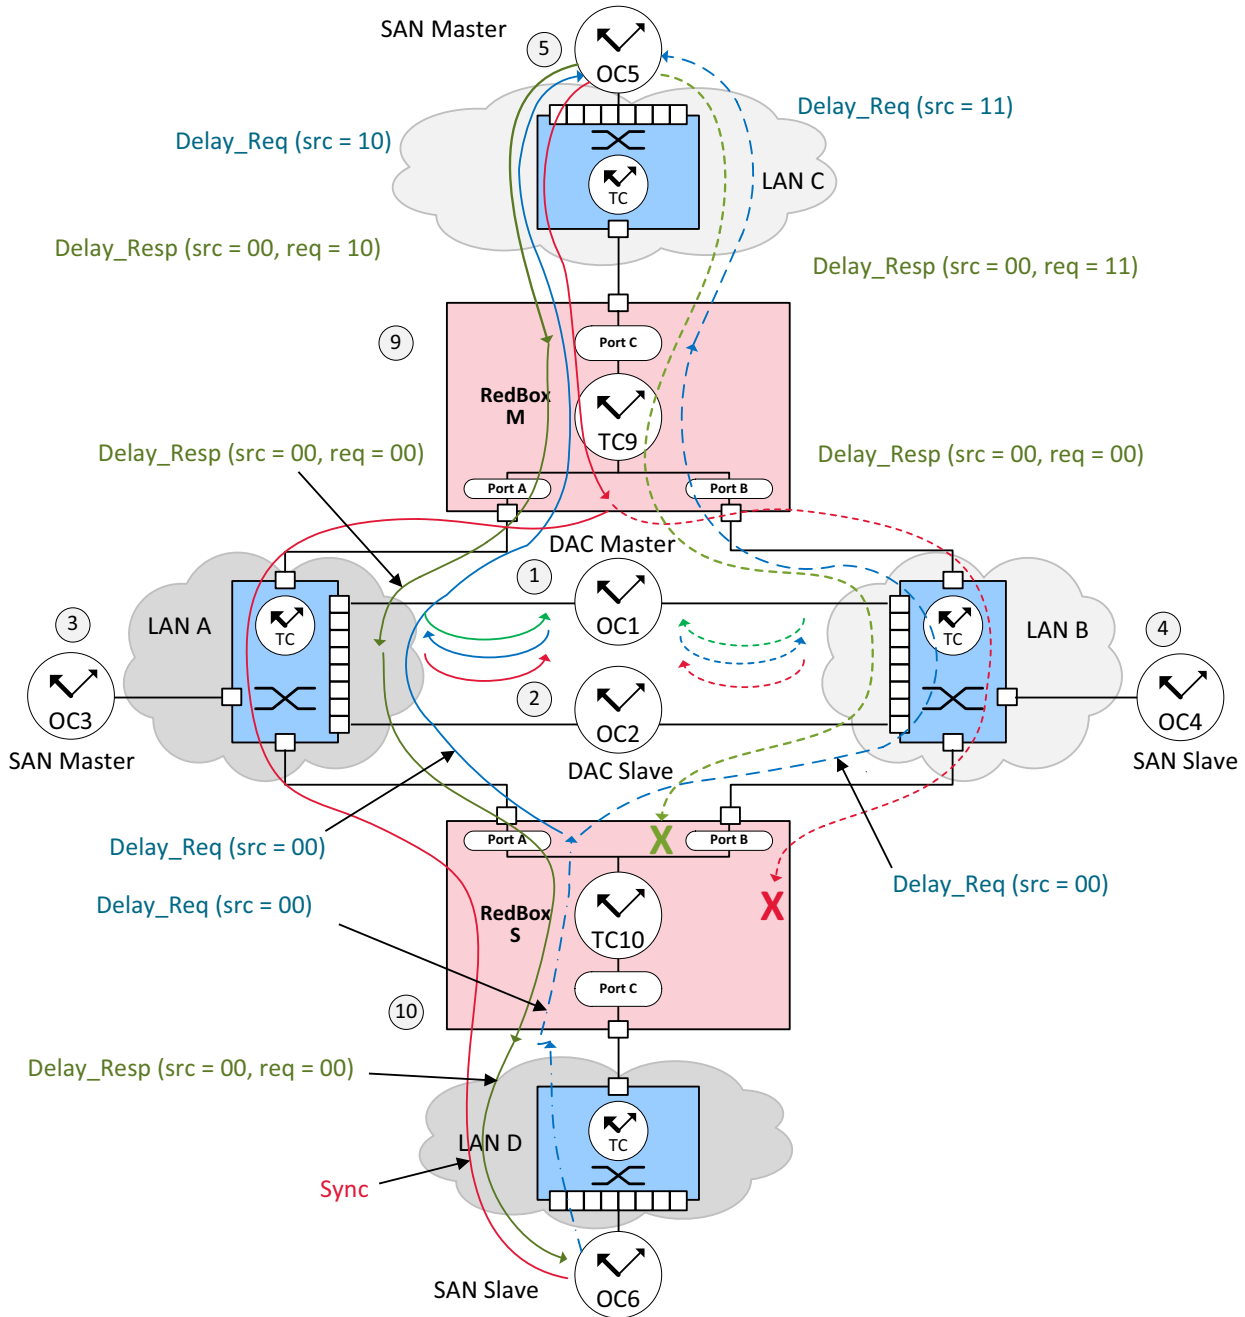 SAN Master
5
OC5
Delay_Req (src = 11)
Delay_Req (src = 10)
TC
LAN C
Delay_Resp (src = 00, req = 10)
Delay_Resp (src = 00, req = 11)
9
Port C
RedBox
M
TC9
Delay_Resp (src = 00, req = 00)
Delay_Resp (src = 00, req = 00)
Port A
Port B
DAC Master
1
3
LAN A
TC
OC1
TC
LAN B
4
2
OC3
OC2
OC4
SAN Master
DAC Slave
SAN Slave
Delay_Req (src = 00)
Port A
X
Port B
Delay_Req (src = 00)
Delay_Req (src = 00)
X
RedBox
S
TC10
Port C
10
Delay_Resp (src = 00, req = 00)
TC
LAN D
Sync
SAN Slave
OC6